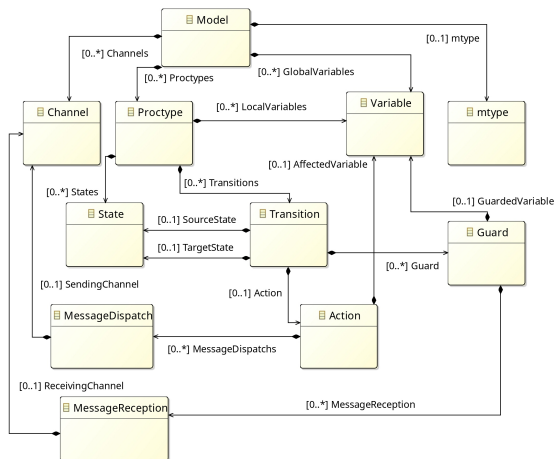 Model
[0..1] mtype
[0..*] Channels
[0..*] Proctypes
[0..*] GlobalVariables
Channel
Proctype
[0..*] LocalVariables
Variable
mtype
[0..1] AffectedVariable
[0..*] States
[0..*] Transitions
[0..1] GuardedVariable
State
[0..1] SourceState
Transition
[0..1] TargetState
Guard
[0..*] Guard
[0..1] SendingChannel
[0..1] Action
MessageDispatch
Action
[0..*] MessageDispatchs
[0..1] ReceivingChannel
MessageReception
[0..*] MessageReception